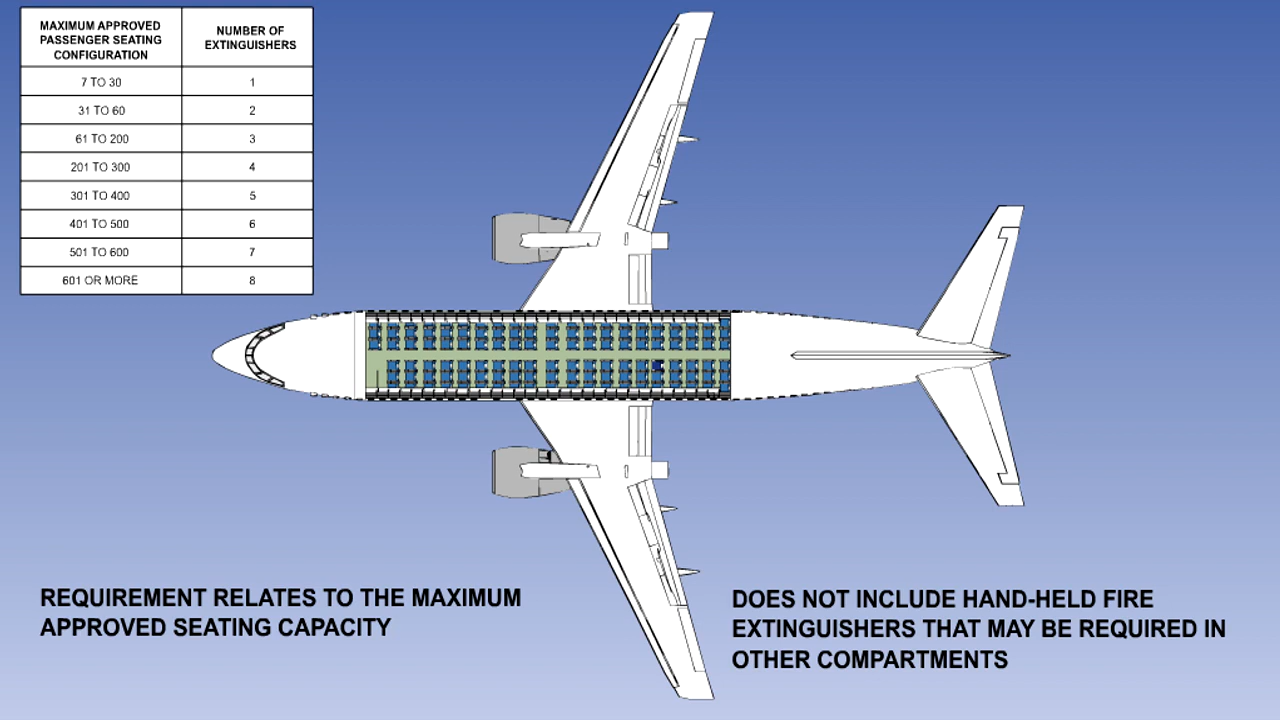 MAXIMUM APPROVED
PASSENGER SEATING
CONFIGURATION
NUMBER OF
EXTINGUISHERS
7 TO 30 1
31 TO 60 2
61 TO 200 3
201 TO 300 4
301 TO 400 5
401 TO 500 6
501 TO 600 7
601 OR MORE 8
REQUIREMENT RELATES TO THE MAXIMUM
APPROVED SEATING CAPACITY
DOES NOT INCLUDE HAND-HELD FIRE
EXTINGUISHERS THAT MAY BE REQUIRED IN
OTHER COMPARTMENTS